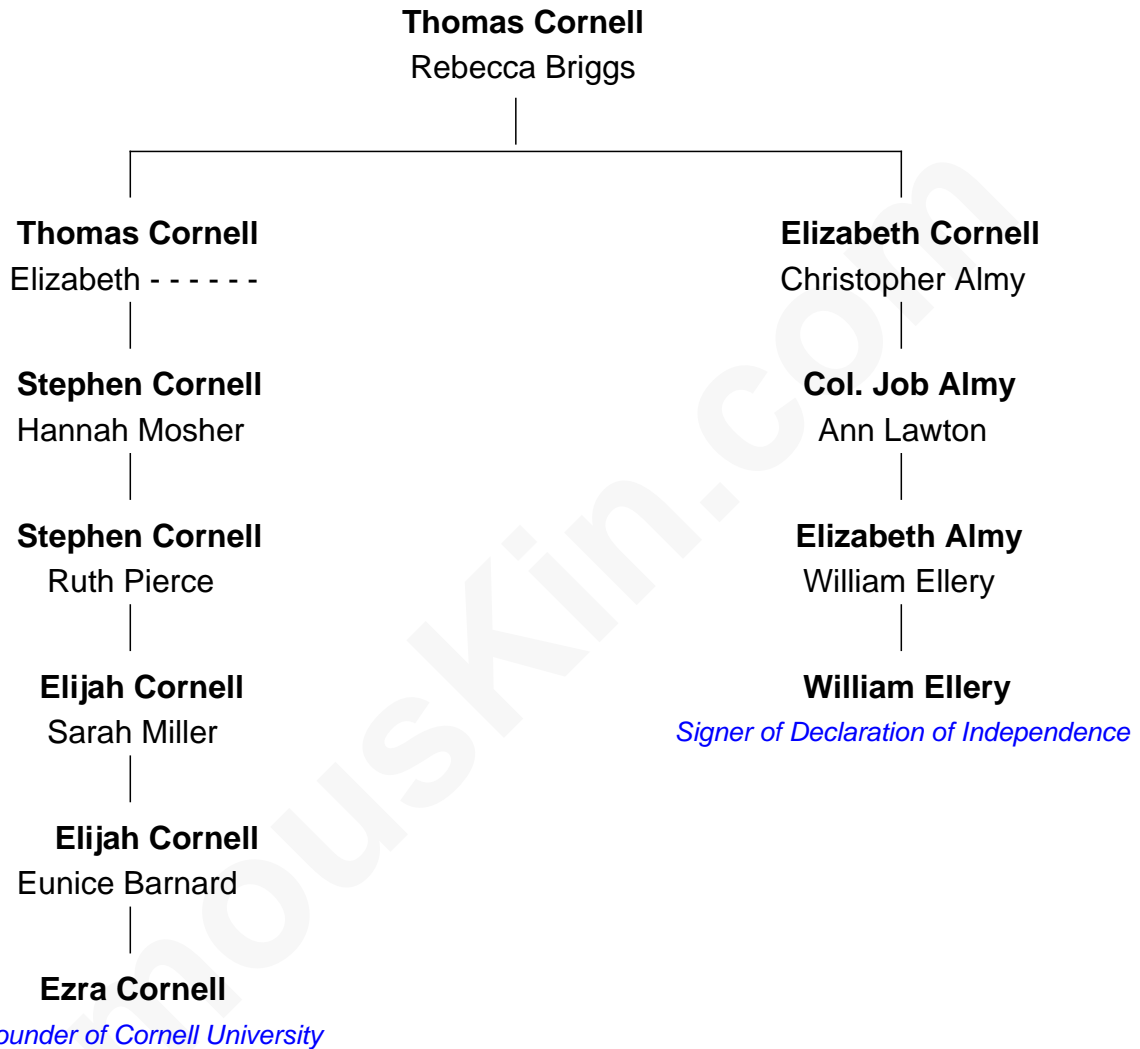 Thomas Cornell
Rebecca Briggs
Thomas Cornell
Elizabeth - - - - - -
Stephen Cornell
Hannah Mosher
Stephen Cornell
Ruth Pierce
Elijah Cornell
Sarah Miller
Elijah Cornell
Eunice Barnard
Ezra Cornell
ounder of Cornell University
Elizabeth Cornell
Christopher Almy
Col. Job Almy
Ann Lawton
Elizabeth Almy
William Ellery
William Ellery
Signer of Declaration of Independence
mousKin.com